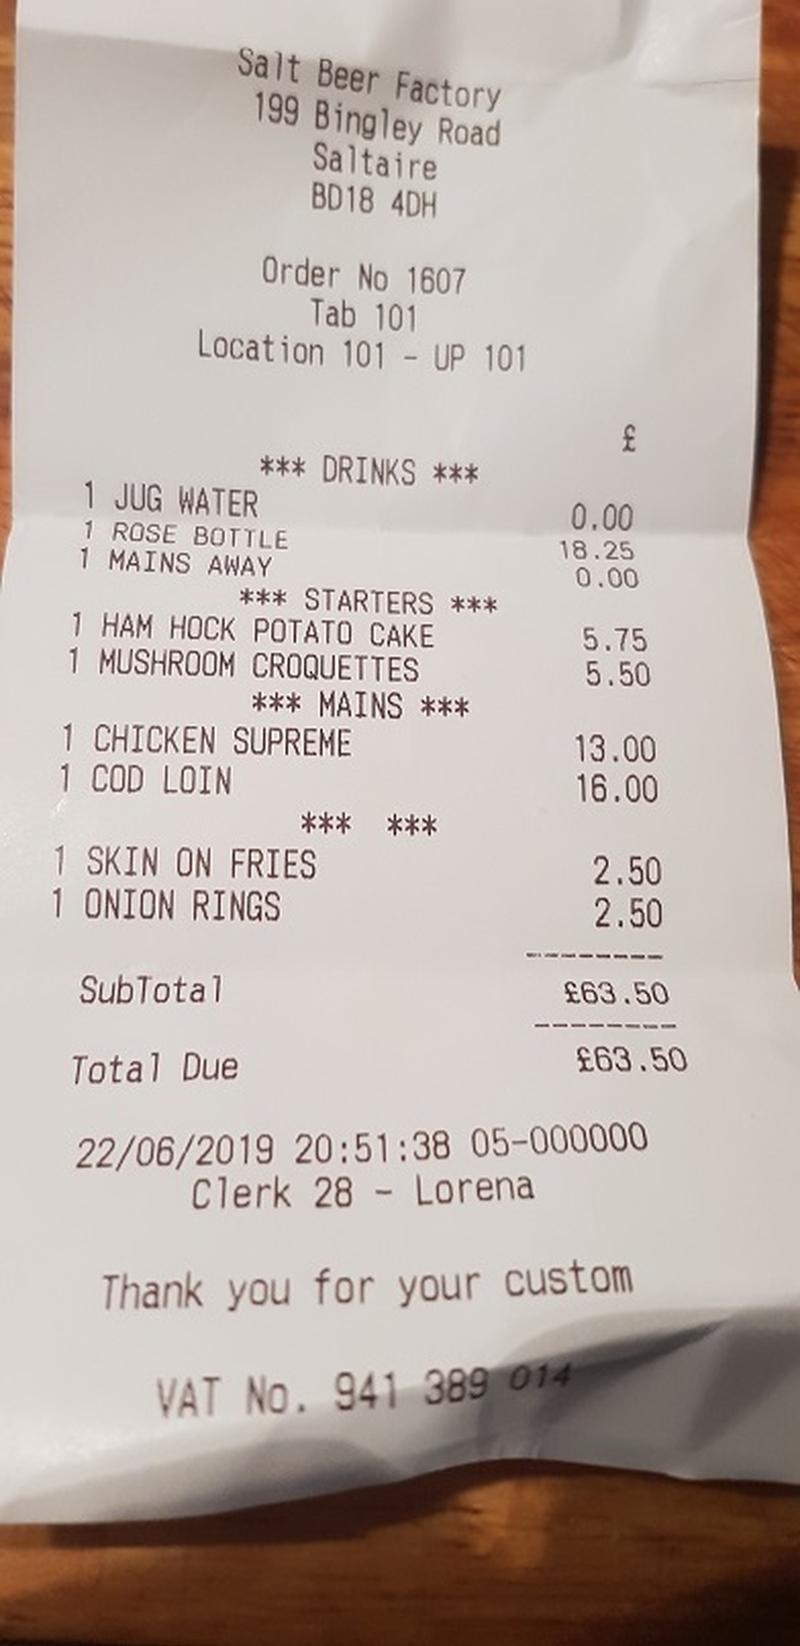 Salt Beer Factory
199 Bingley Road
Saltaire
BD18 4DH
Order No 1607
Tab 101
Location 101 - UP 101
£
*** DRINKS ***
1 JUG WATER 0.00
1 ROSE BOTTLE 18.25
1 MAINS AWAY 0.00
*** STARTERS ***
1 HAM HOCK POTATO CAKE 5.75
1 MUSHROOM CROQUETTES 5.50
*** MAINS ***
1 CHICKEN SUPREME 13.00
1 COD LOIN 16.00
*** ***
1 SKIN ON FRIES 2.50
1 ONION RINGS 2.50
--------
SubTotal £63.50
--------
Total Due £63.50
22/06/2019 20:51:38 05-000000
Clerk 28 - Lorena
Thank you for your custom
VAT No. 941 389 014